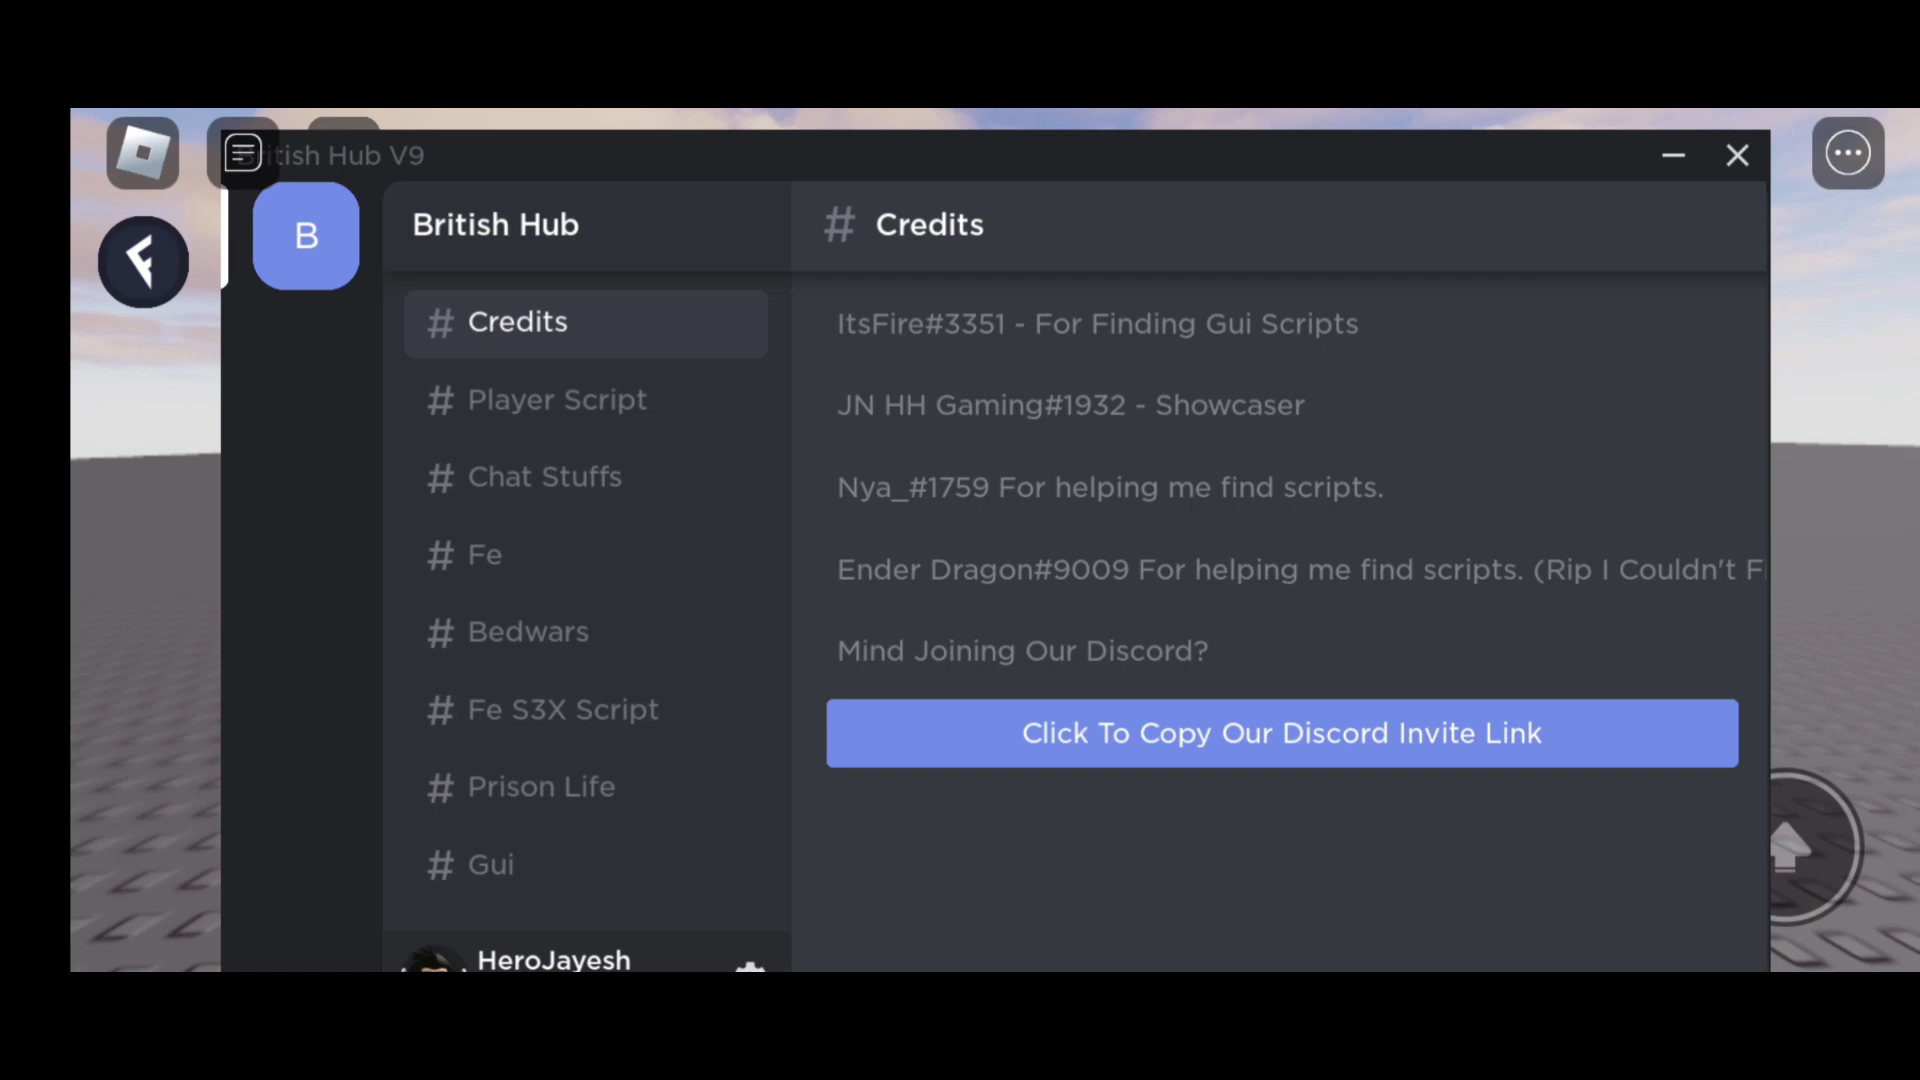 British Hub V9
B
British Hub
# Credits
# Credits
# Player Script
# Chat Stuffs
# Fe
# Bedwars
# Fe S3X Script
# Prison Life
# Gui
HeroJayesh
ItsFire#3351 - For Finding Gui Scripts
JN HH Gaming#1932 - Showcaser
Nya_#1759 For helping me find scripts.
Ender Dragon#9009 For helping me find scripts. (Rip I Couldn't F
Mind Joining Our Discord?
Click To Copy Our Discord Invite Link